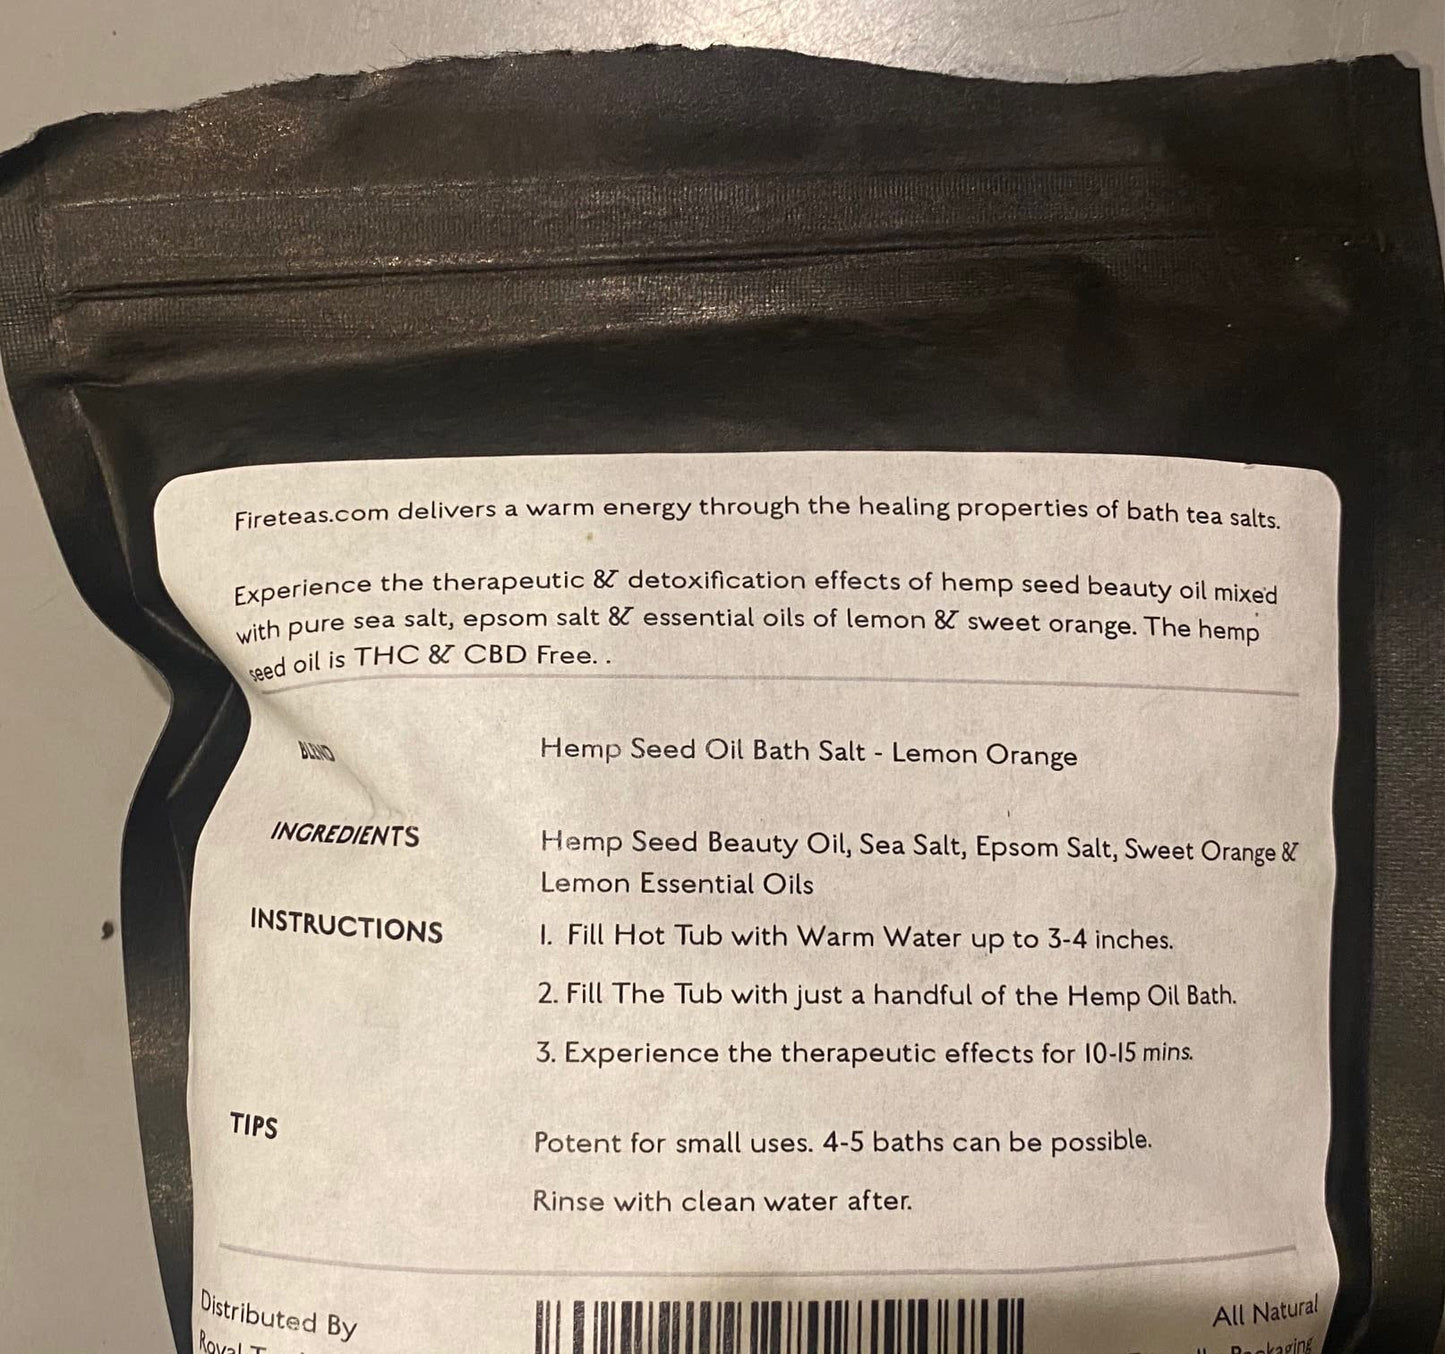 Fireteas.com delivers a warm energy through the healing properties of bath tea salts.
Experience the therapeutic & detoxification effects of hemp seed beauty oil mixed
with pure sea salt, epsom salt & essential oils of lemon & sweet orange. The hemp
seed oil is THC & CBD Free. .
BLEND
Hemp Seed Oil Bath Salt - Lemon Orange
INGREDIENTS
Hemp Seed Beauty Oil, Sea Salt, Epsom Salt, Sweet Orange &
Lemon Essential Oils
INSTRUCTIONS
1. Fill Hot Tub with Warm Water up to 3-4 inches.
2. Fill The Tub with just a handful of the Hemp Oil Bath.
3. Experience the therapeutic effects for 10-15 mins.
TIPS
Potent for small uses. 4-5 baths can be possible.
Rinse with clean water after.
Distributed By
Royal
All Natural
Packaging